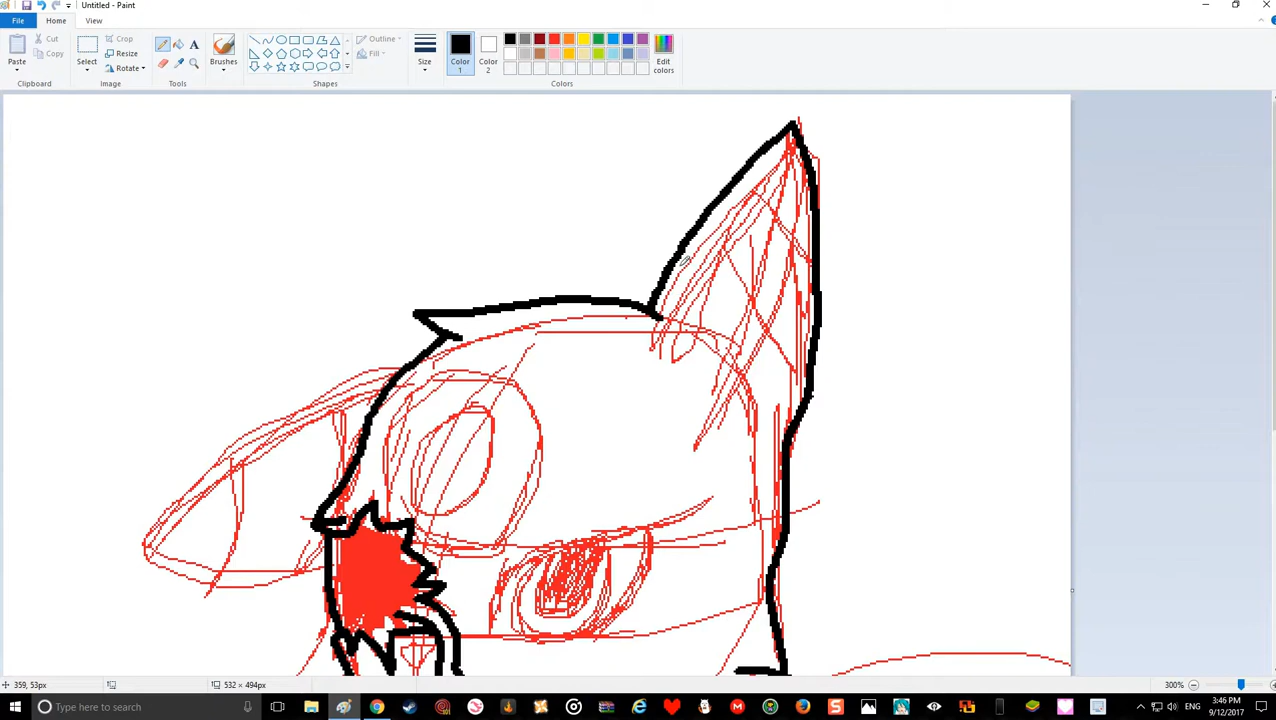 Untitled - Paint
File Home View
Paste
Cut
Copy
Clipboard
Select
Crop
Resize
Rotate
Image
A
Tools
Brushes
Outline
Fill
Shapes
Size
Color 1
Color 2
Edit colors
Colors
359, 53px
532 × 494px
300%
Type here to search
ENG
3:46 PM
9/12/2017